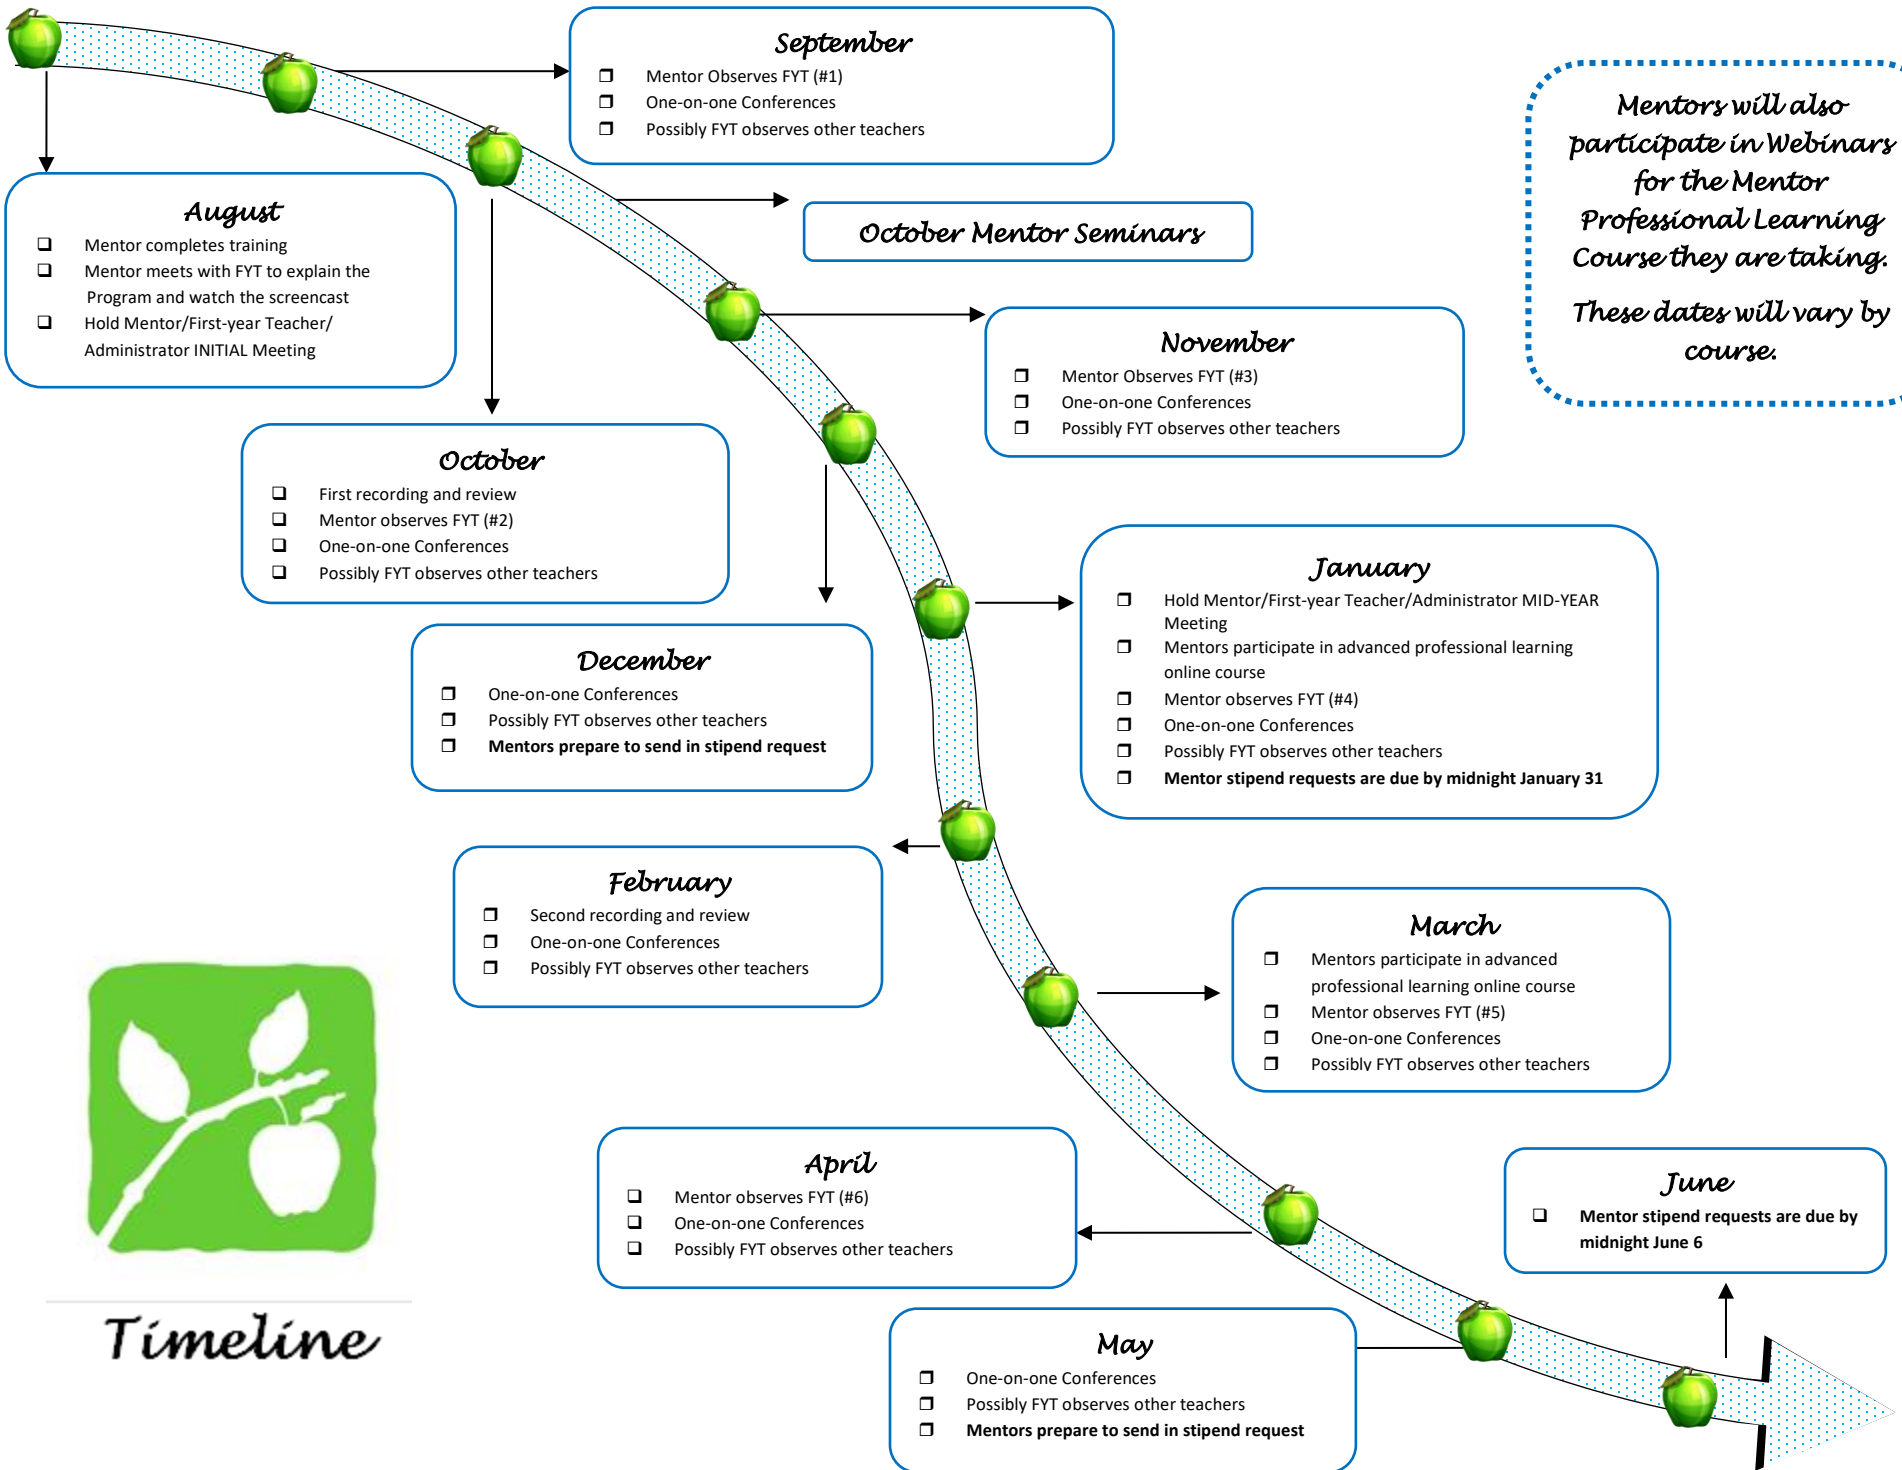 September
Mentor Observes FYT (#1)
One-on-one Conferences
Possibly FYT observes other teachers
Mentors will also
participate in Webinars
for the Mentor
Professional Learning
Course they are taking.
These dates will vary by
course.
August
Mentor completes training
Mentor meets with FYT to explain the
Program and watch the screencast
Hold Mentor/First-year Teacher/
Administrator INITIAL Meeting
October Mentor Seminars
November
Mentor Observes FYT (#3)
One-on-one Conferences
Possibly FYT observes other teachers
October
First recording and review
Mentor observes FYT (#2)
One-on-one Conferences
Possibly FYT observes other teachers
January
Hold Mentor/First-year Teacher/Administrator MID-YEAR
Meeting
Mentors participate in advanced professional learning
online course
Mentor observes FYT (#4)
One-on-one Conferences
Possibly FYT observes other teachers
Mentor stipend requests are due by midnight January 31
December
One-on-one Conferences
Possibly FYT observes other teachers
Mentors prepare to send in stipend request
February
Second recording and review
One-on-one Conferences
Possibly FYT observes other teachers
March
Mentors participate in advanced
professional learning online course
Mentor observes FYT (#5)
One-on-one Conferences
Possibly FYT observes other teachers
April
Mentor observes FYT (#6)
One-on-one Conferences
Possibly FYT observes other teachers
June
Mentor stipend requests are due by
midnight June 6
Timeline
May
One-on-one Conferences
Possibly FYT observes other teachers
Mentors prepare to send in stipend request